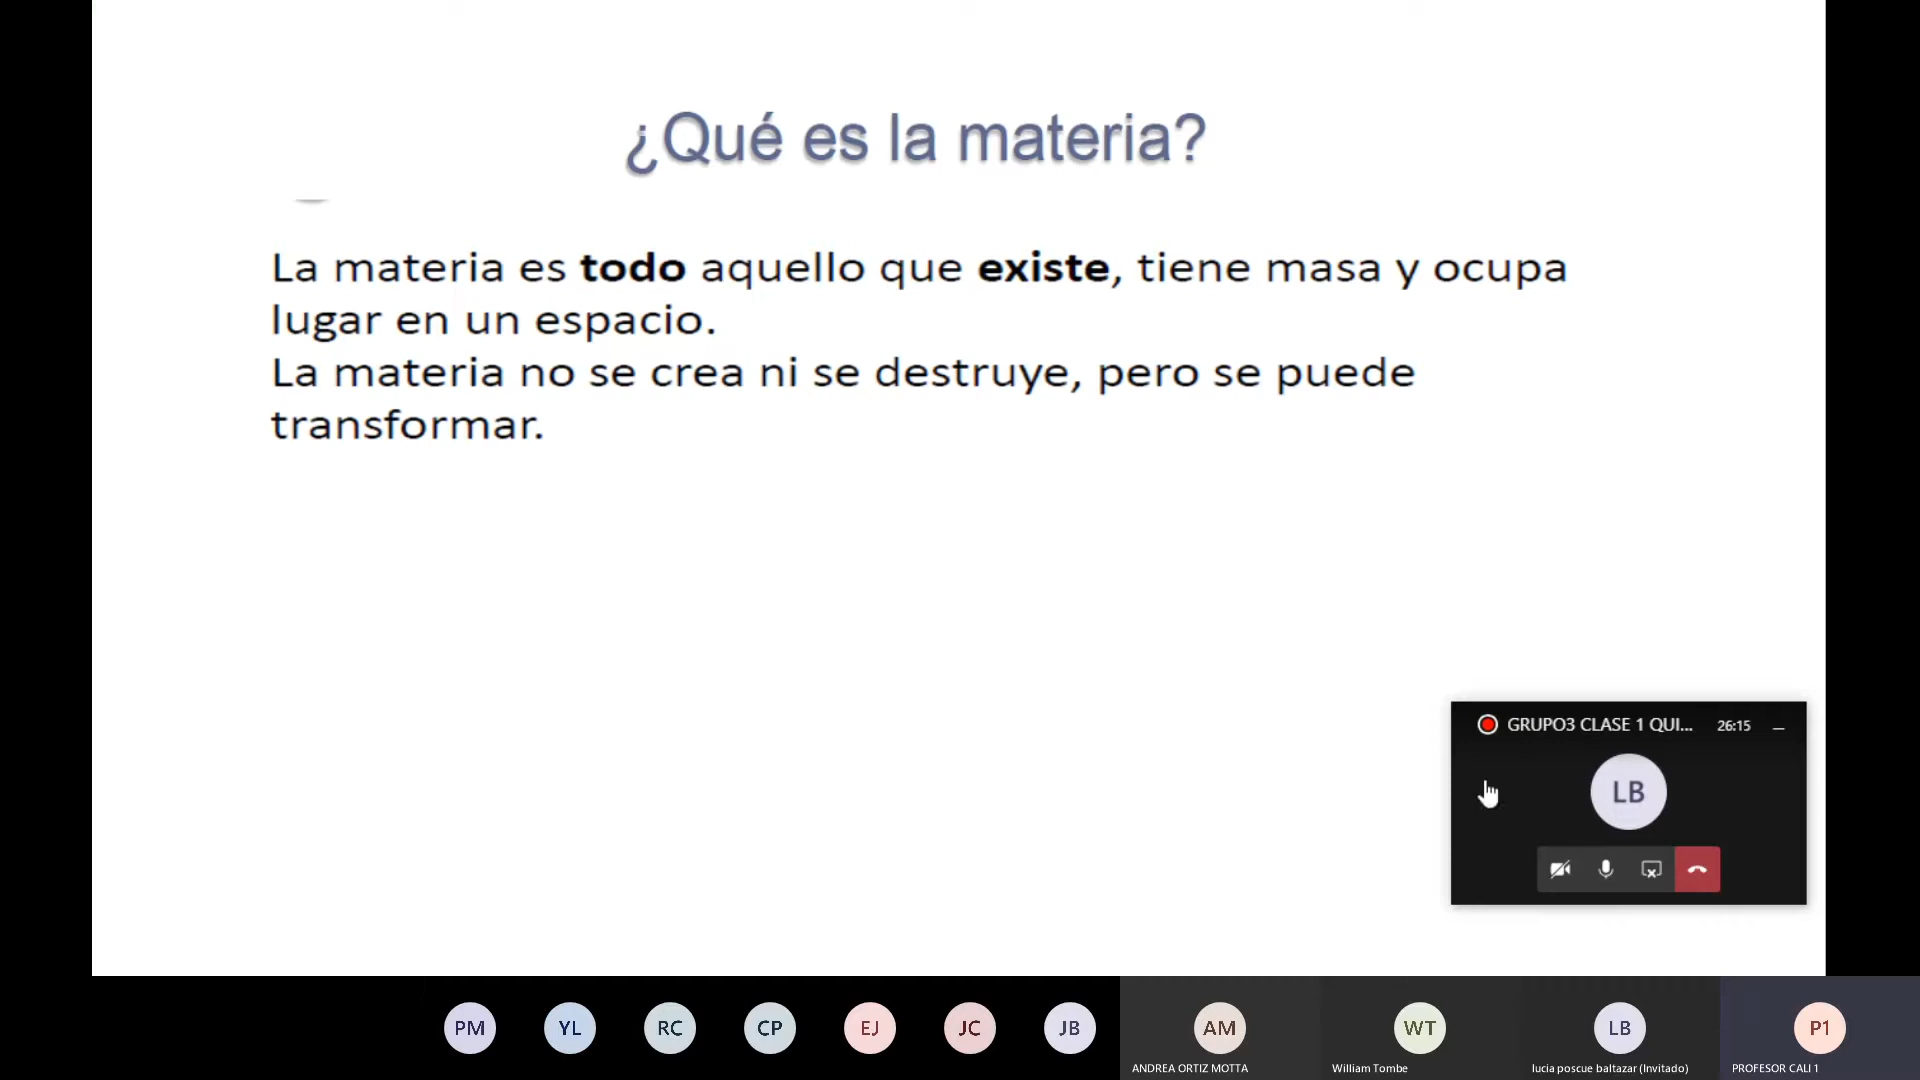 ¿Qué es la materia?
La materia es todo aquello que existe, tiene masa y ocupa
lugar en un espacio.
La materia no se crea ni se destruye, pero se puede
transformar.
GRUPO3 CLASE 1 QUI... 26:15
LB
PM YL RC CP EJ JC JB AM WT LB P1
ANDREA ORTIZ MOTTA William Tombe lucia poscue baltazar (Invitado) PROFESOR CALI 1